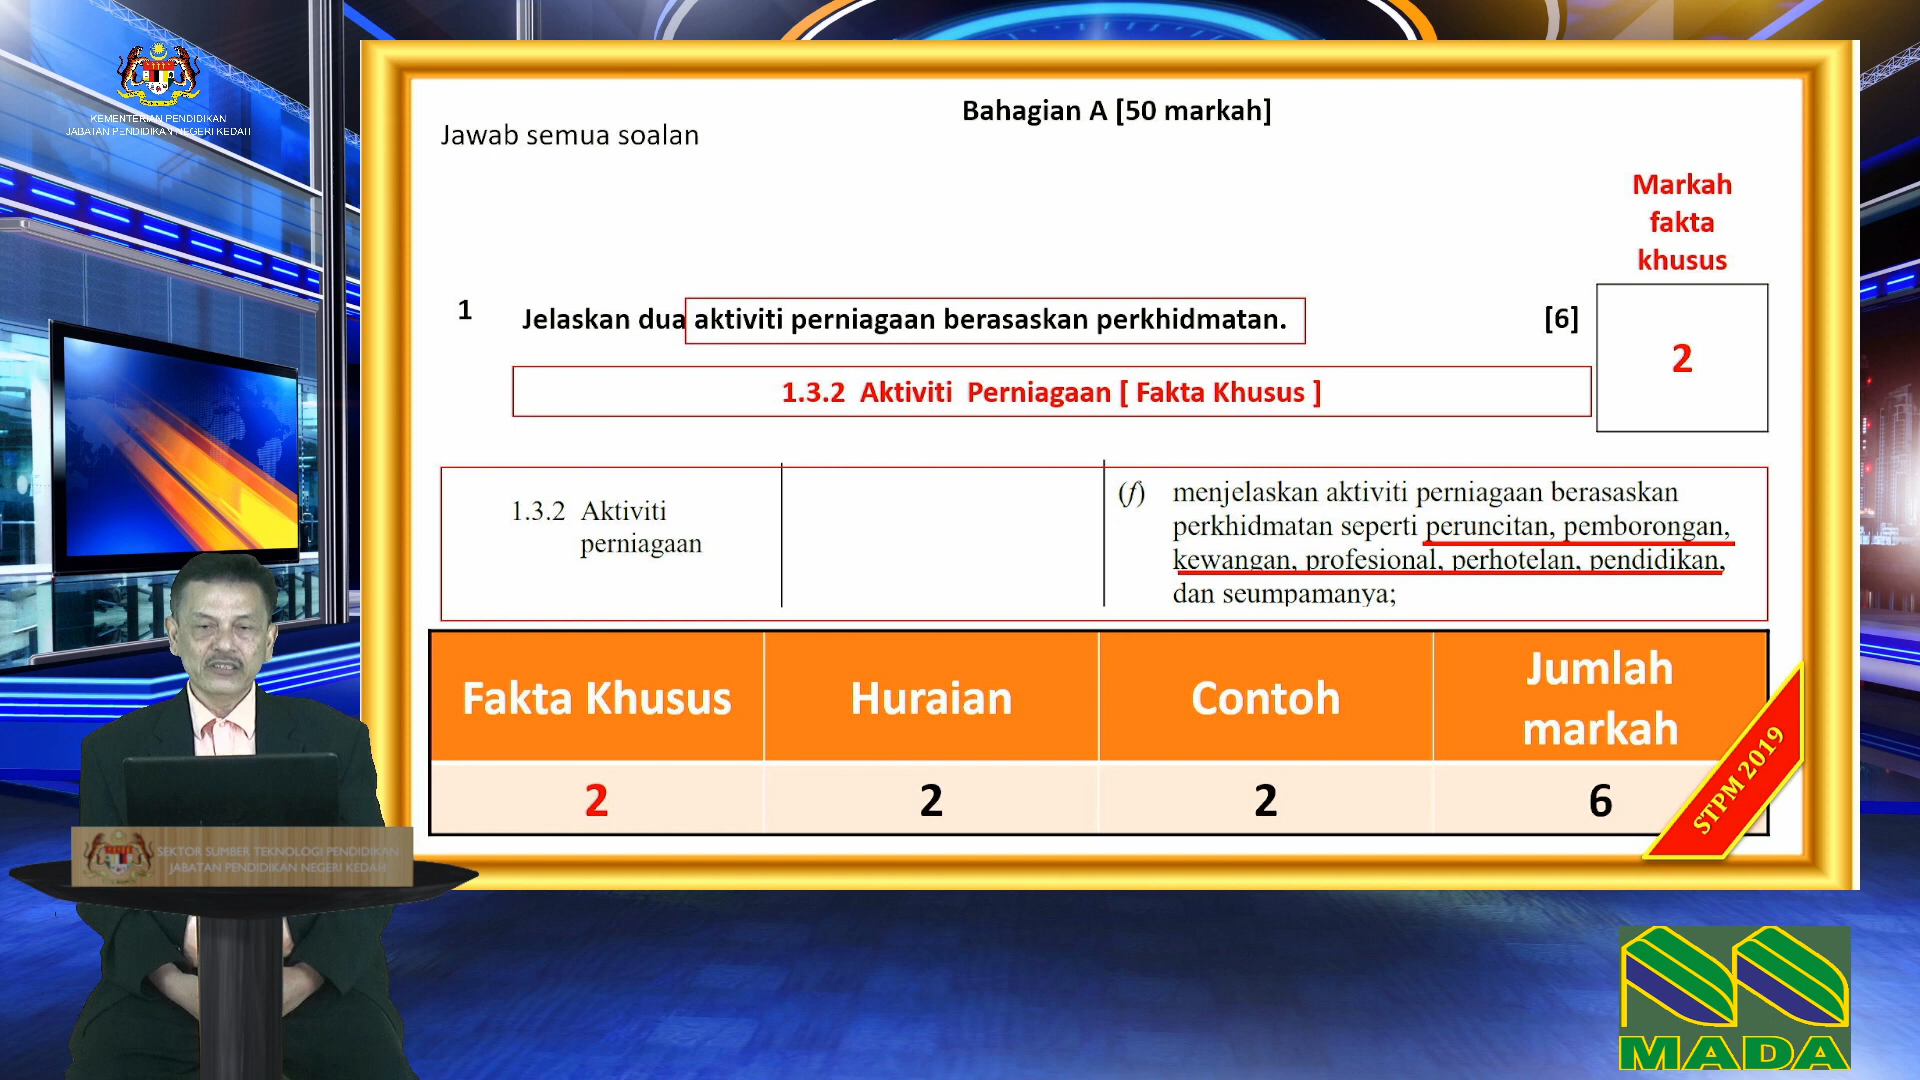 KEMENTERIAN PENDIDIKAN
JABATAN PENDIDIKAN NEGERI KEDAH
Bahagian A [50 markah]
Jawab semua soalan
Markah
fakta
khusus
1 Jelaskan dua aktiviti perniagaan berasaskan perkhidmatan. [6]
2
1.3.2 Aktiviti Perniagaan [ Fakta Khusus ]
1.3.2 Aktiviti
perniagaan
(f) menjelaskan aktiviti perniagaan berasaskan
perkhidmatan seperti peruncitan, pemborongan,
kewangan, profesional, perhotelan, pendidikan,
dan seumpamanya;
Fakta Khusus Huraian Contoh Jumlah
markah
2 2 2 6
STPM 2019
SEKTOR SUMBER TEKNOLOGI PENDIDIKAN
JABATAN PENDIDIKAN NEGERI KEDAH
MADA